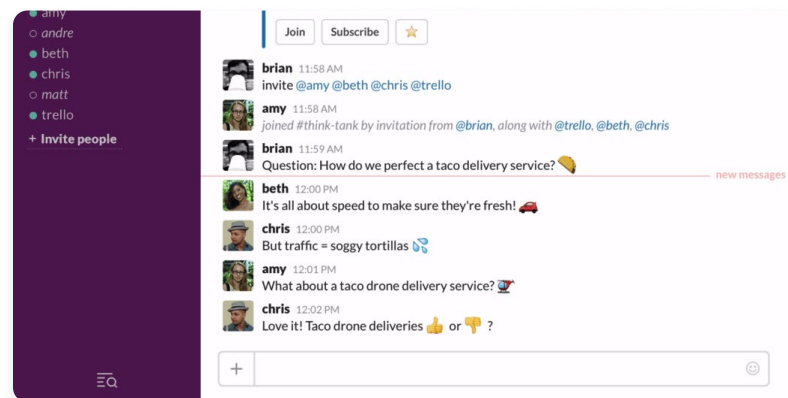 amy
andre
beth
chris
matt
trello
+ Invite people
Join Subscribe
brian 11:58 AM
invite @amy @beth @chris @trello
amy 11:58 AM
joined #think-tank by invitation from @brian, along with @trello, @beth, @chris
brian 11:59 AM
Question: How do we perfect a taco delivery service? 🌮
new messages
beth 12:00 PM
It's all about speed to make sure they're fresh! 🚗
chris 12:00 PM
But traffic = soggy tortillas 💦
amy 12:01 PM
What about a taco drone delivery service? 🚁
chris 12:02 PM
Love it! Taco drone deliveries 👍 or 👎 ?